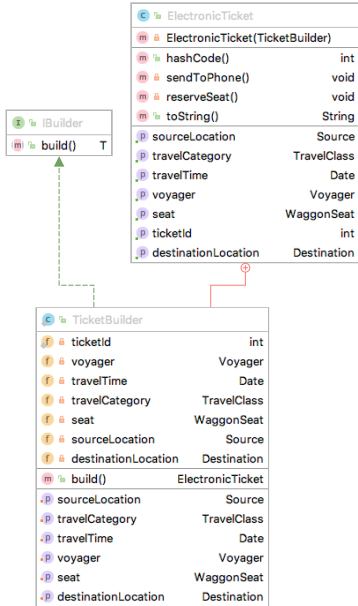 ElectronicTicket
ElectronicTicket(TicketBuilder)
hashCode() int
sendToPhone() void
reserveSeat() void
toString() String
sourceLocation Source
travelCategory TravelClass
travelTime Date
voyager Voyager
seat WaggonSeat
ticketId int
destinationLocation Destination
IBuilder
build() T
TicketBuilder
ticketId int
voyager Voyager
travelTime Date
travelCategory TravelClass
seat WaggonSeat
sourceLocation Source
destinationLocation Destination
build() ElectronicTicket
sourceLocation Source
travelCategory TravelClass
travelTime Date
voyager Voyager
seat WaggonSeat
destinationLocation Destination